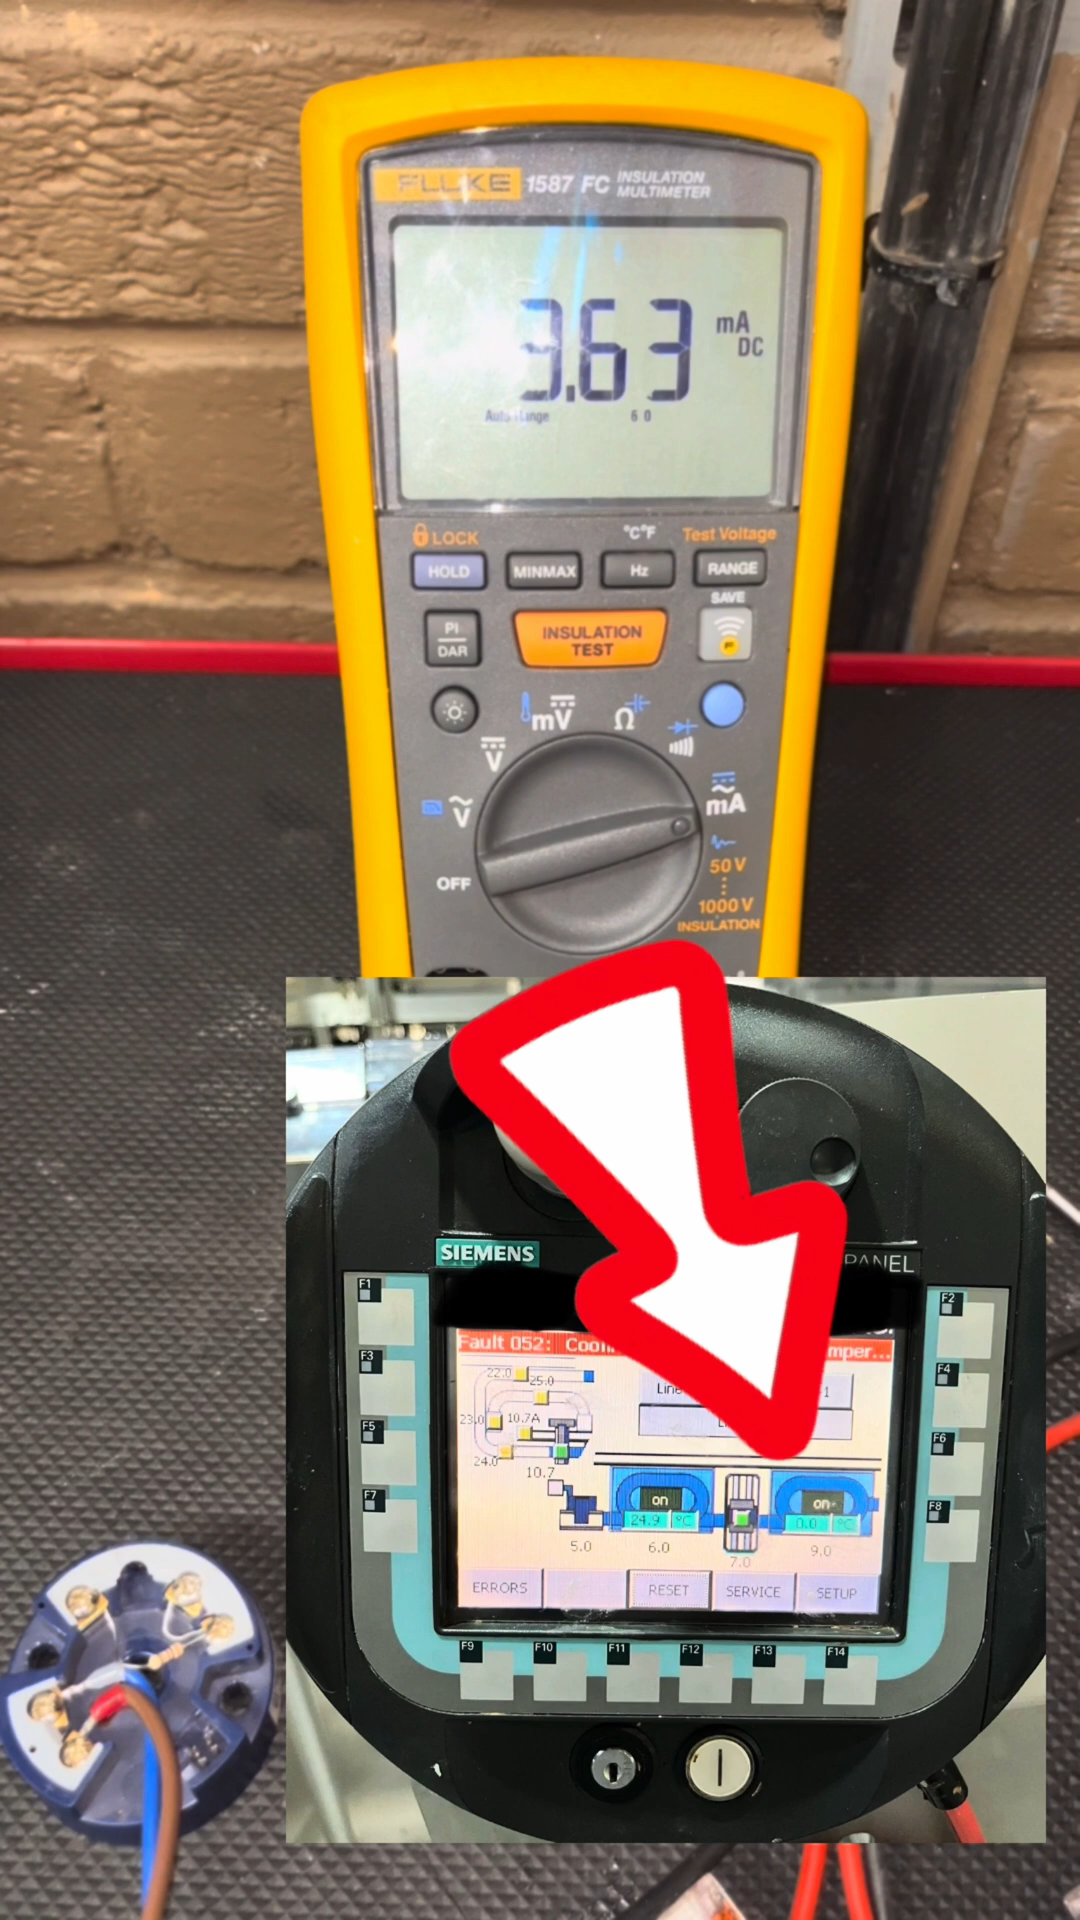 FLUKE 1587 FC INSULATION MULTIMETER
3.63 mA DC
Auto Range 60
LOCK °C°F Test Voltage
HOLD MINMAX Hz RANGE
SAVE
PI DAR INSULATION TEST
mV Ω
V
mA
V
50 V
OFF
1000 V
INSULATION
SIEMENS PANEL
F1 F2
Fault 052: mper...
F3 F4
22.0 25.0 1
23.0 10.7A
F5 F6
24.0
10.7
on on
F7 F8
24.9 °C 0.0 °C
5.0 6.0 7.0 9.0
ERRORS RESET SERVICE SETUP
F9 F10 F11 F12 F13 F14